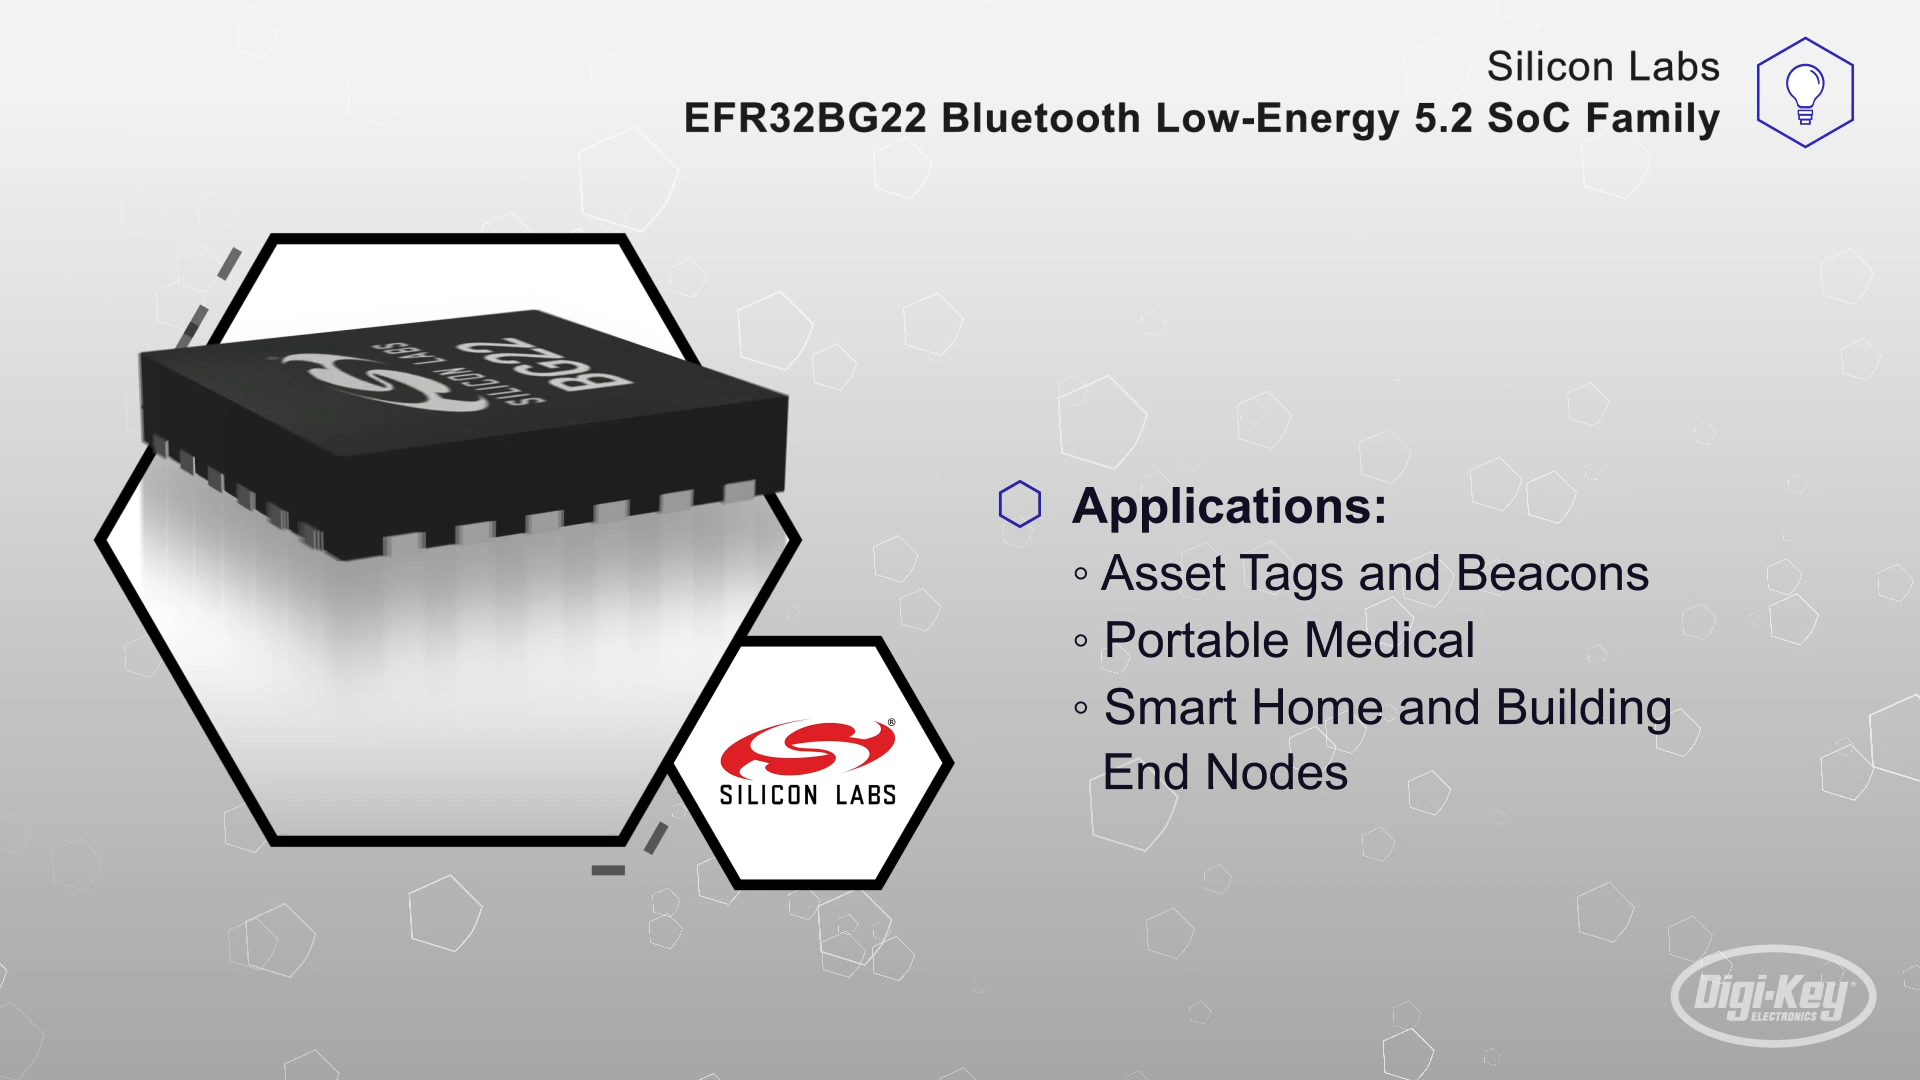 Silicon Labs
EFR32BG22 Bluetooth Low-Energy 5.2 SoC Family
BG22
SILICON LABS
SILICON LABS
®
Applications:
◦ Asset Tags and Beacons
◦ Portable Medical
◦ Smart Home and Building
End Nodes
Digi-Key®
ELECTRONICS